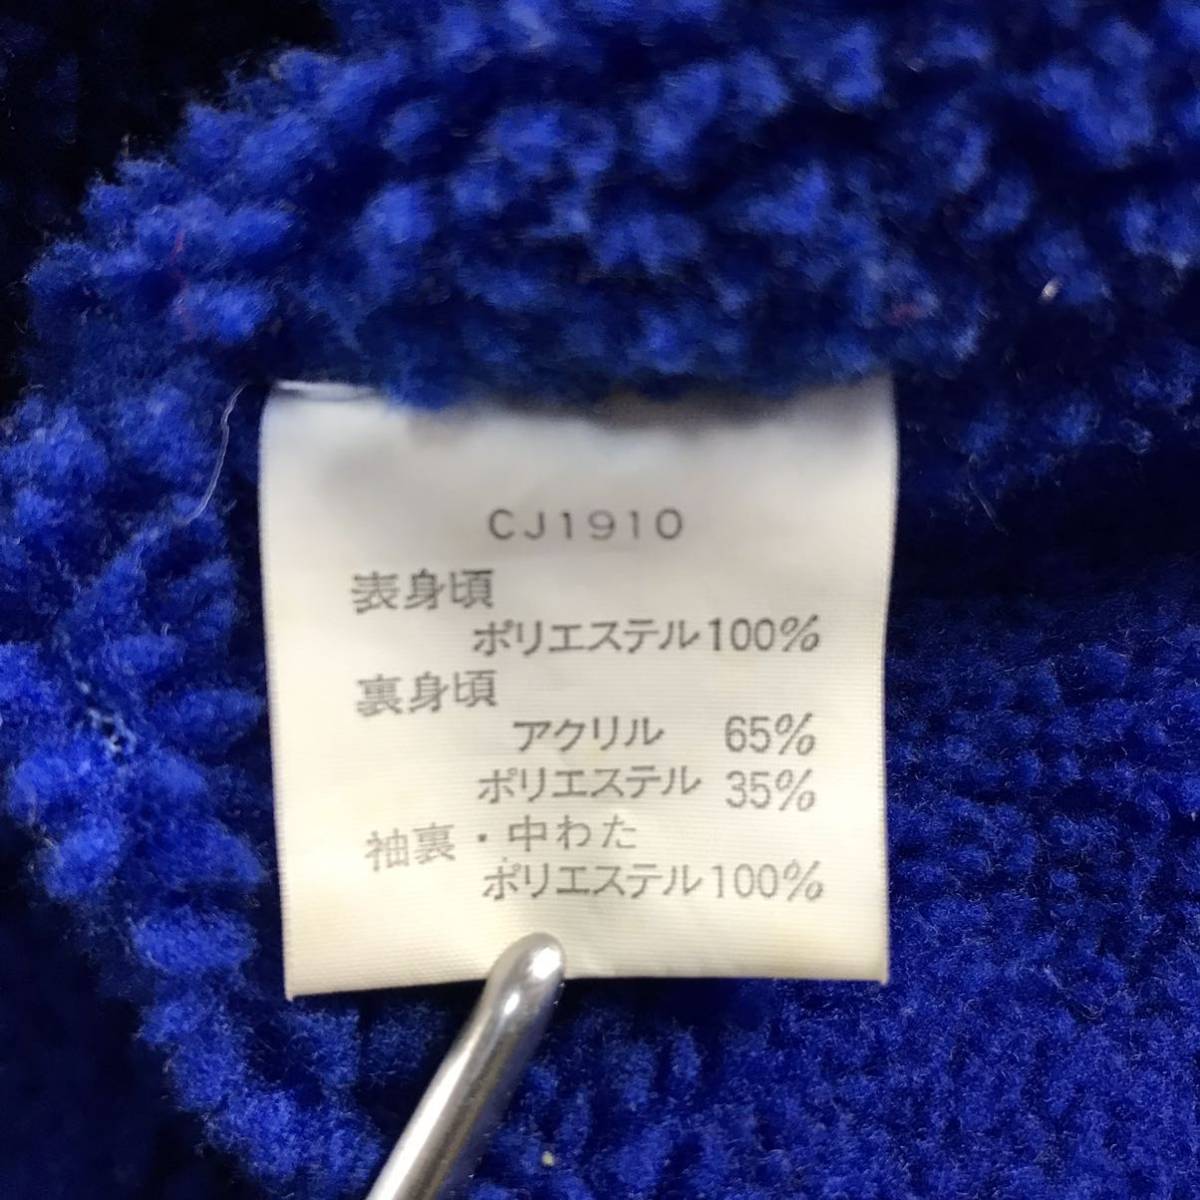 CJ1910
表身頃
ポリエステル100%
裏身頃
アクリル 65%
ポリエステル 35%
袖裏・中わた
ポリエステル100%